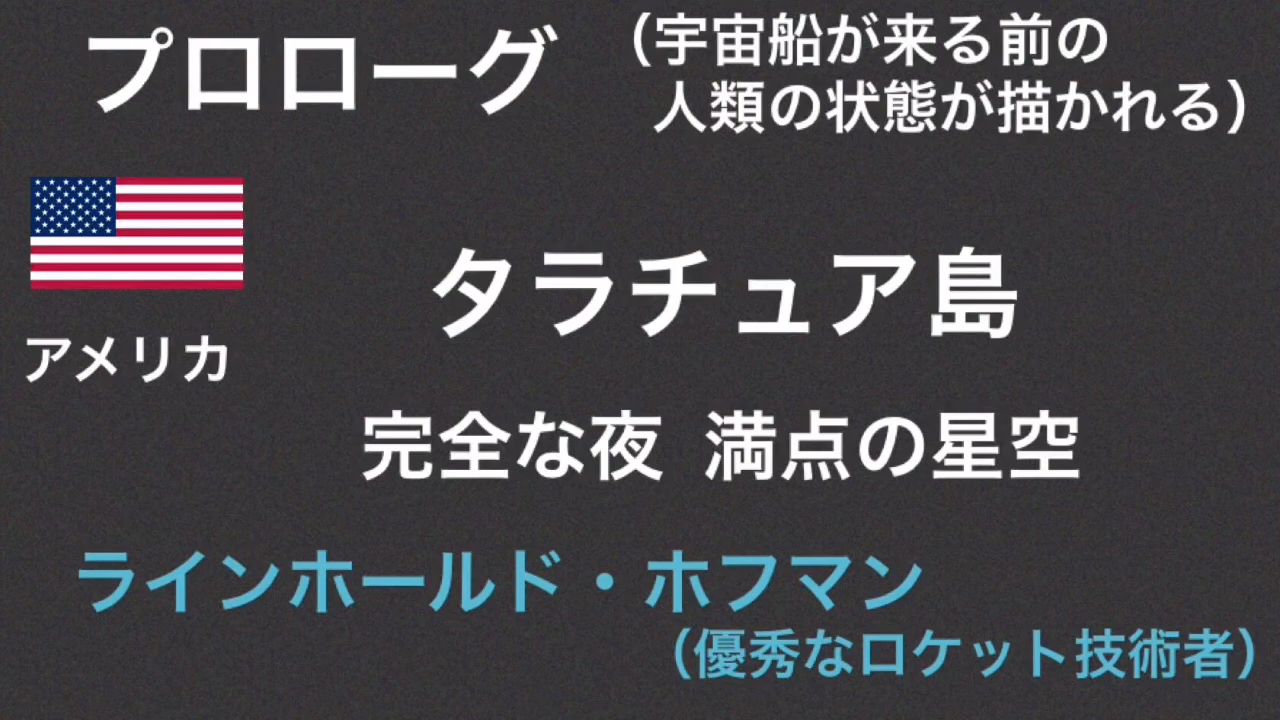 プロローグ
（宇宙船が来る前の
人類の状態が描かれる）
タラチュア島
アメリカ
完全な夜 満点の星空
ラインホールド・ホフマン
（優秀なロケット技術者）